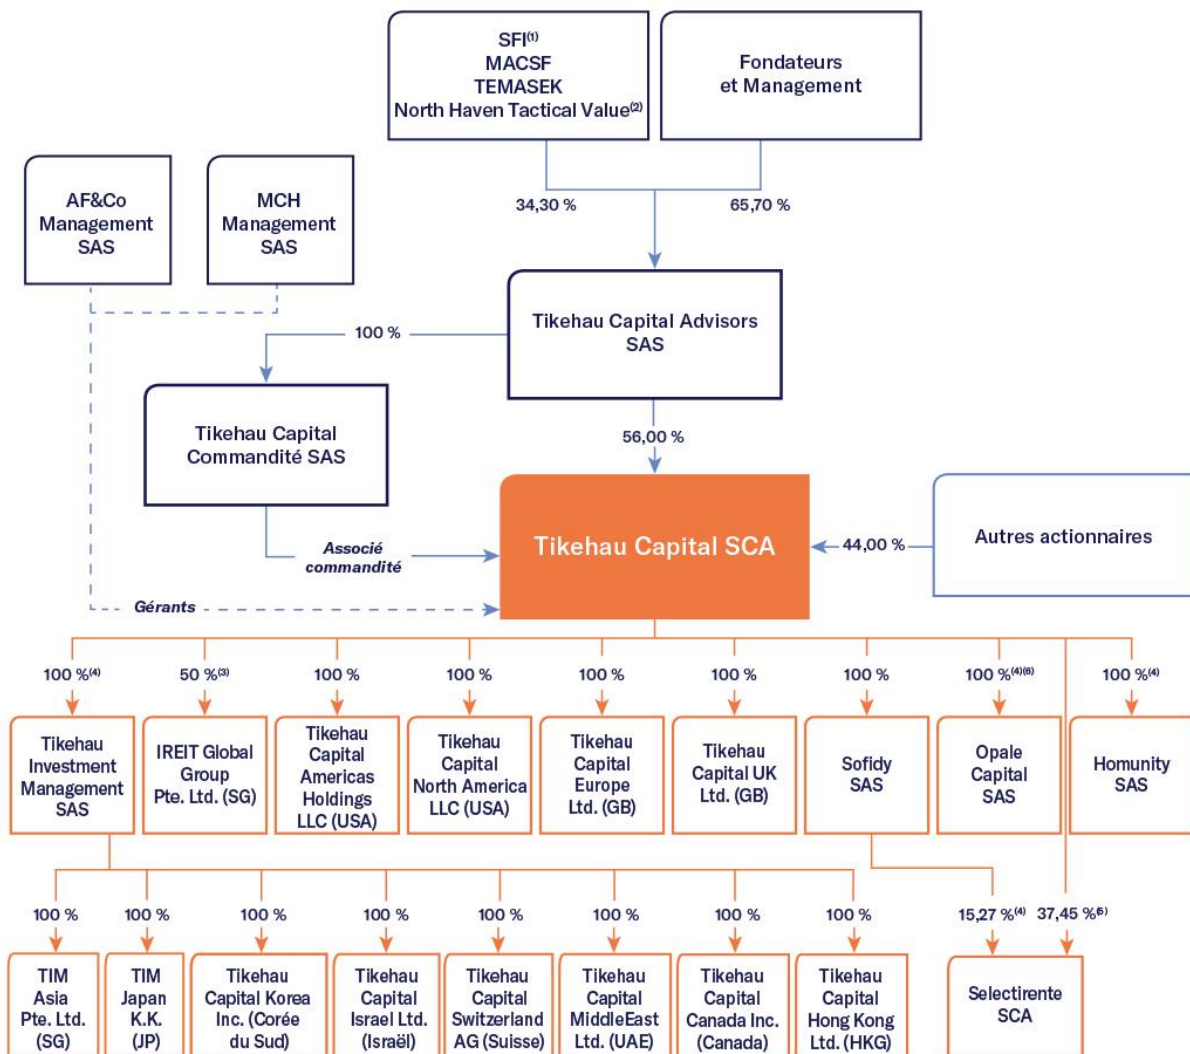 SFI(1)
MACSF
TEMASEK
North Haven Tactical Value(2)
Fondateurs
et Management
AF&Co
Management
SAS
MCH
Management
SAS
34,30 %
65,70 %
Tikehau Capital Advisors
SAS
100 %
Tikehau Capital
Commandité SAS
56,00 %
Tikehau Capital SCA
44,00 %
Autres actionnaires
Associé
commandité
Gérants
100 %(4)
50 %(3)
100 %
100 %
100 %
100 %
100 %
100 %(4)(6)
100 %(4)
Tikehau
Investment
Management
SAS
IREIT Global
Group
Pte. Ltd. (SG)
Tikehau
Capital
Americas
Holdings
LLC (USA)
Tikehau
Capital
North America
LLC (USA)
Tikehau
Capital
Europe
Ltd. (GB)
Tikehau
Capital UK
Ltd. (GB)
Sofidy
SAS
Opale
Capital
SAS
Homunity
SAS
100 %
100 %
100 %
100 %
100 %
100 %
100 %
100 %
15,27 %(4)
37,45 %(5)
TIM
Asia
Pte. Ltd.
(SG)
TIM
Japan
K.K.
(JP)
Tikehau
Capital Korea
Inc. (Corée
du Sud)
Tikehau
Capital
Israel Ltd.
(Israël)
Tikehau
Capital
Switzerland
AG (Suisse)
Tikehau
Capital
MiddleEast
Ltd. (UAE)
Tikehau
Capital
Canada Inc.
(Canada)
Tikehau
Capital
Hong Kong
Ltd. (HKG)
Selectirente
SCA